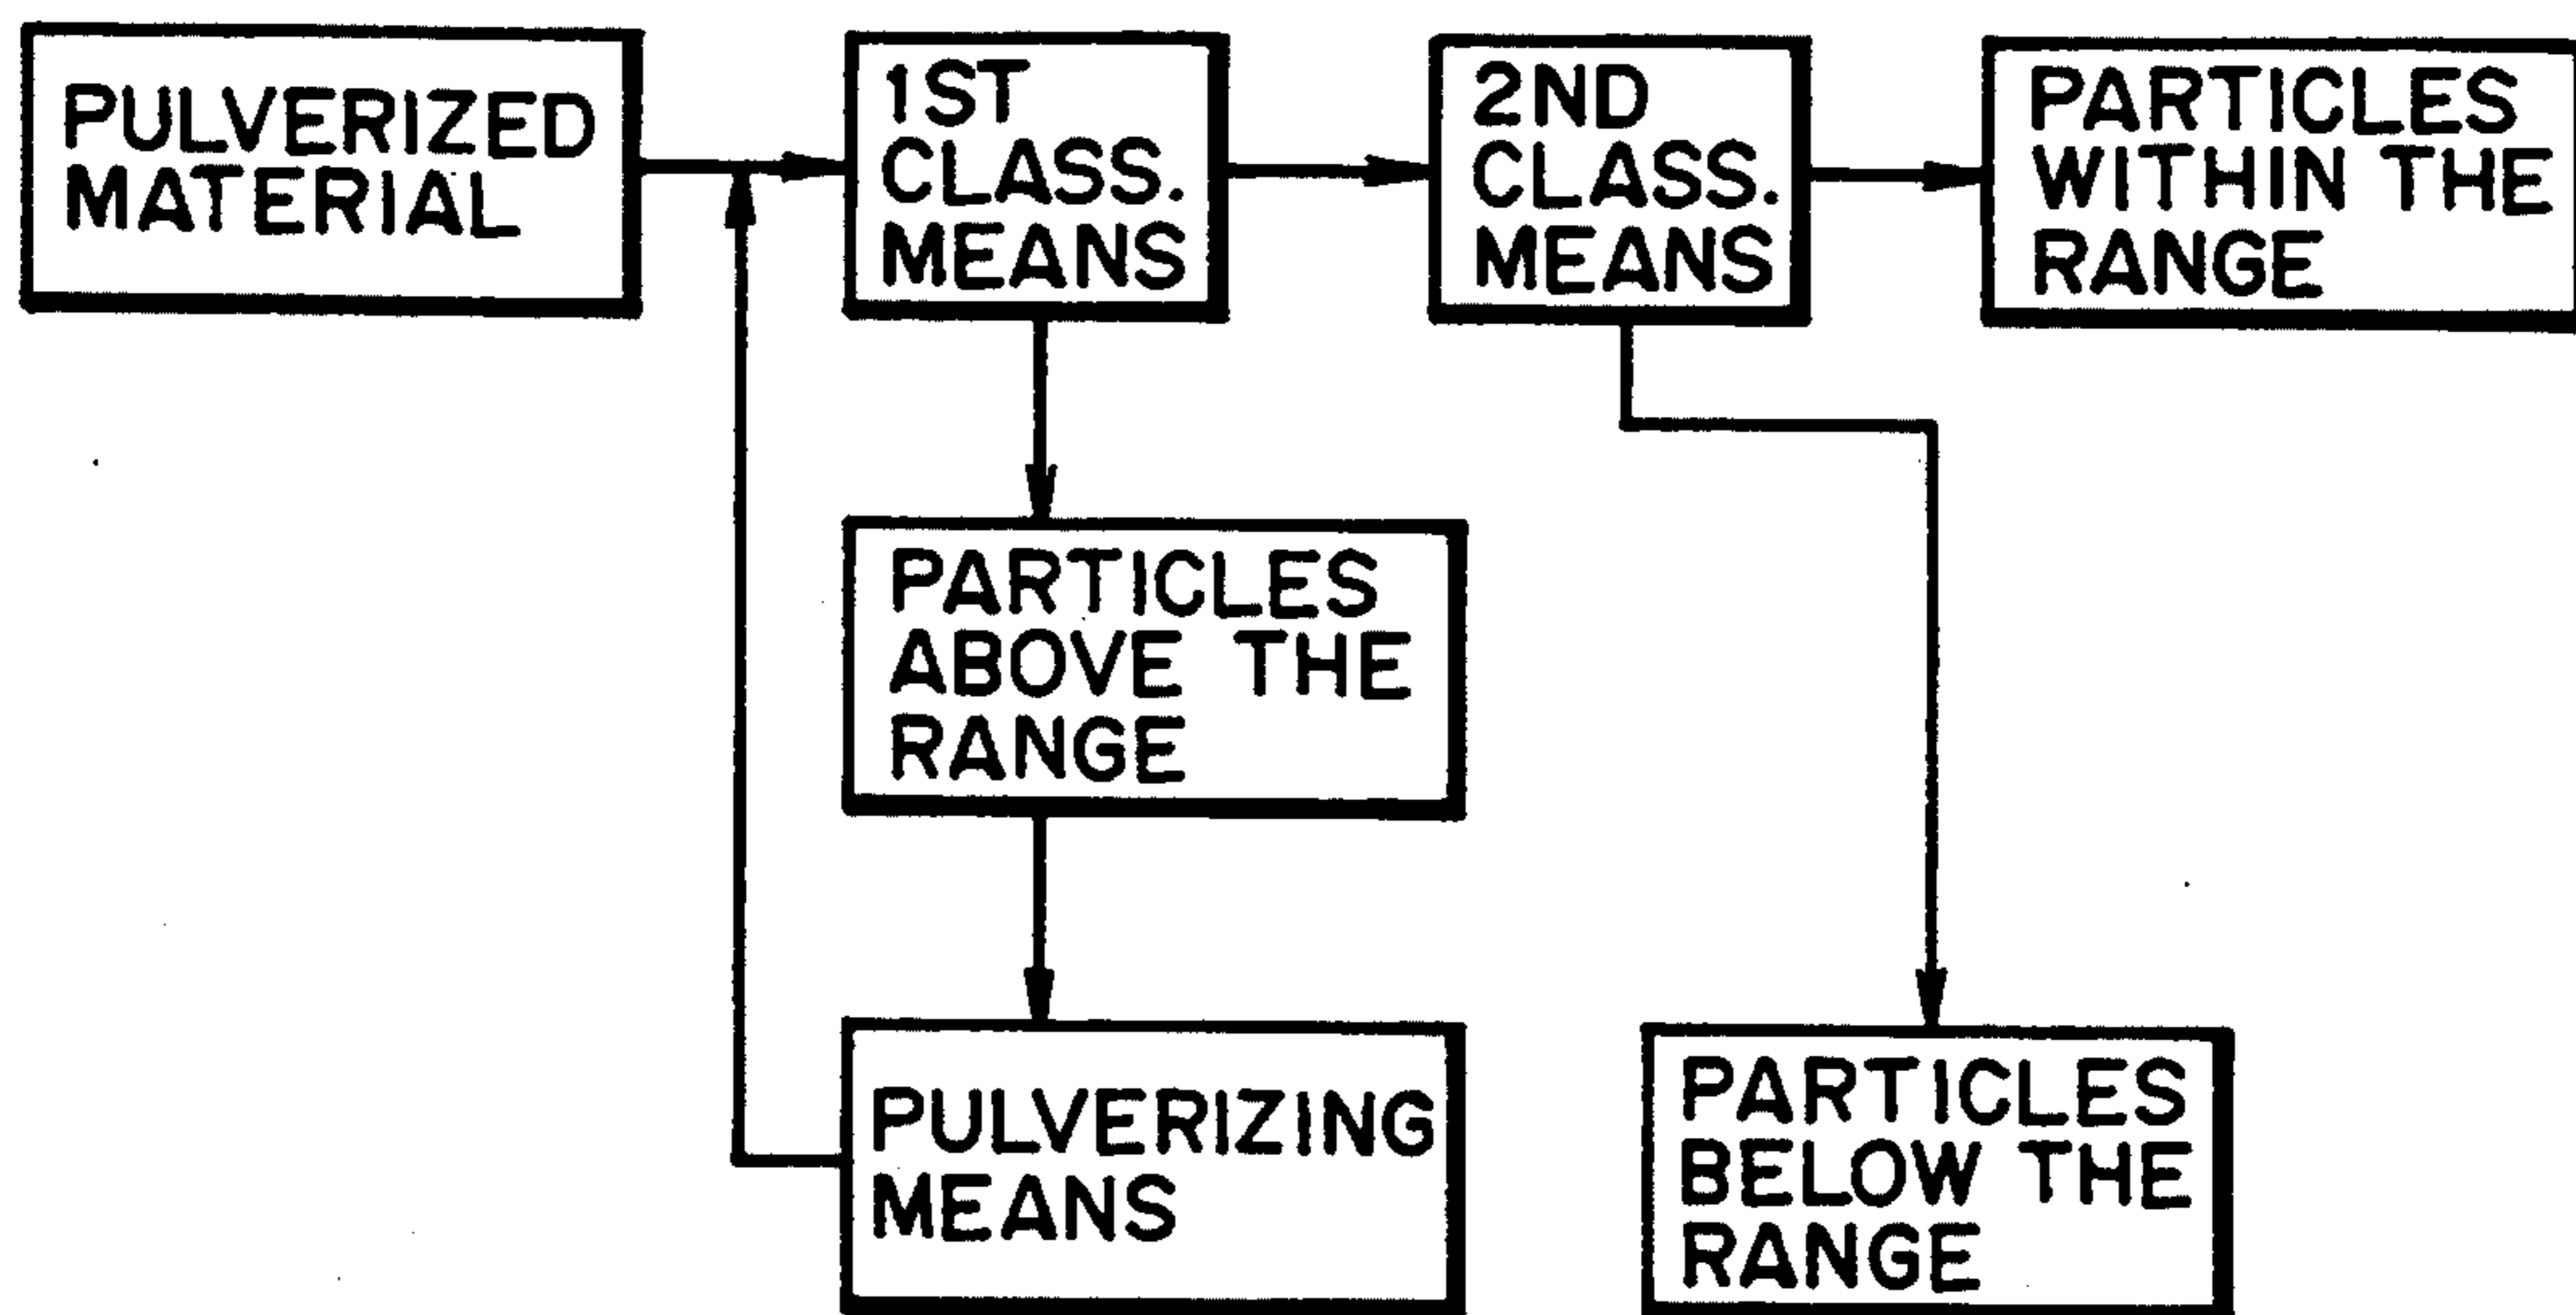 PULVERIZED
MATERIAL
1ST
CLASS.
MEANS
2ND
CLASS.
MEANS
PARTICLES
WITHIN THE
RANGE
PARTICLES
ABOVE THE
RANGE
PULVERIZING
MEANS
PARTICLES
BELOW THE
RANGE